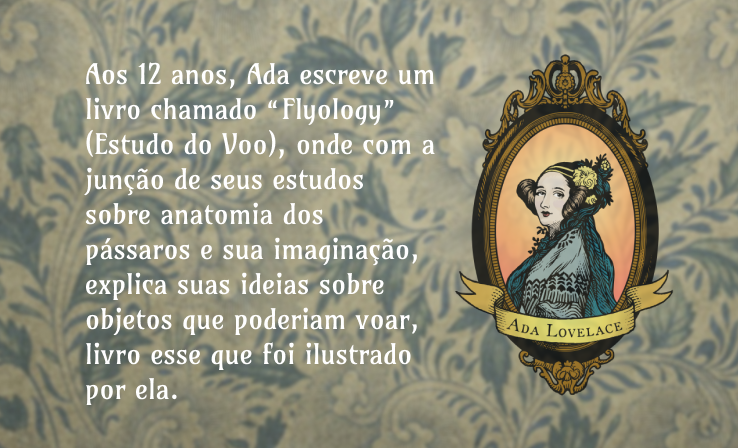 Aos 12 anos, Ada escreve um
livro chamado “Flyology”
(Estudo do Voo), onde com a
junção de seus estudos
sobre anatomia dos
pássaros e sua imaginação,
explica suas ideias sobre
objetos que poderiam voar,
livro esse que foi ilustrado
por ela.
ADA LOVELACE